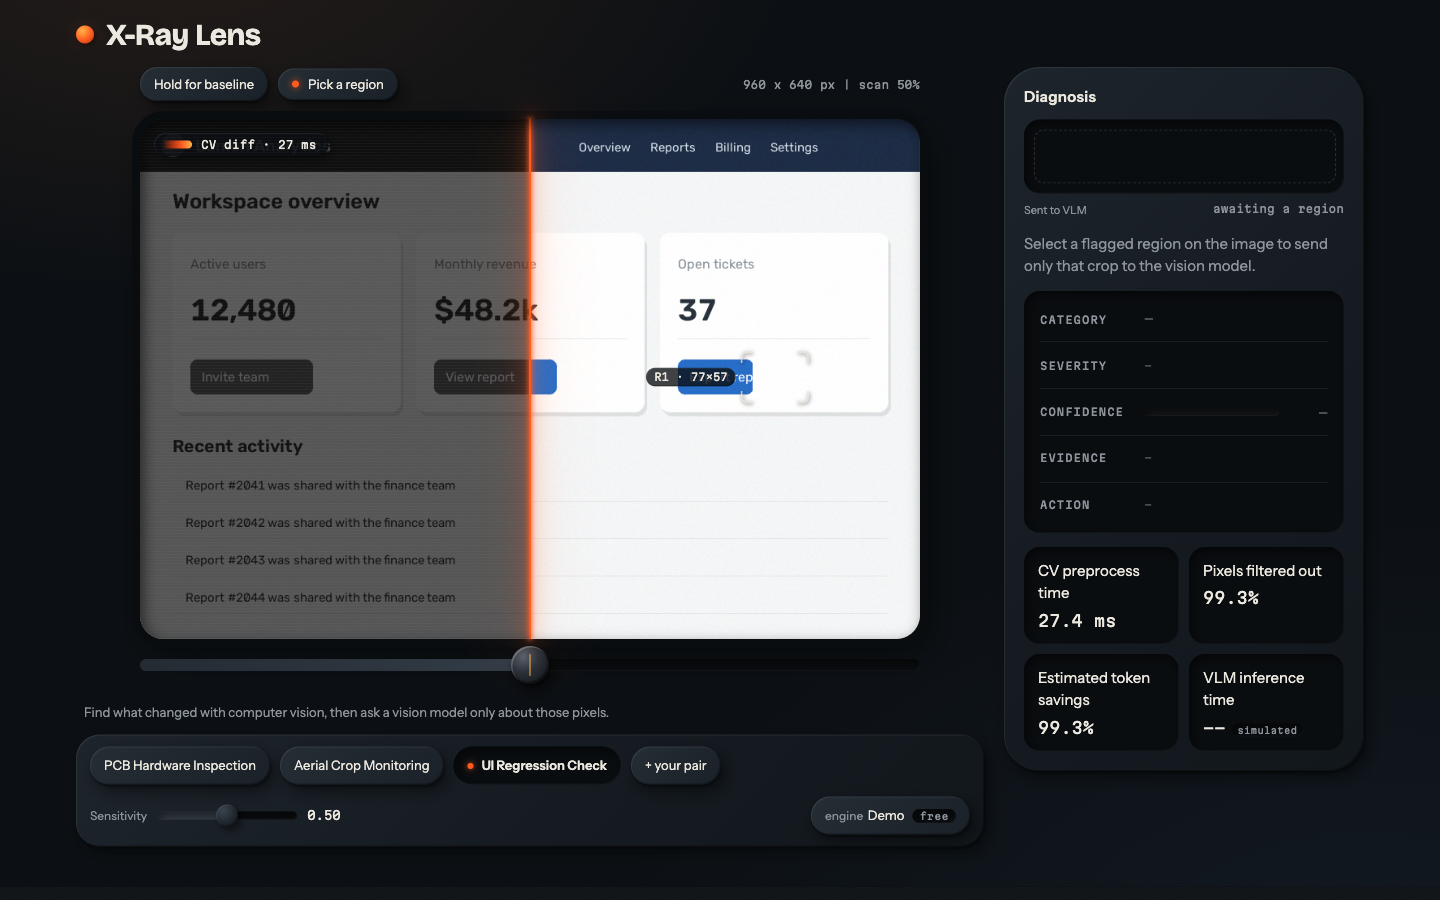 X-Ray Lens
Hold for baseline
Pick a region
960 x 640 px | scan 50%
CV diff · 27 ms
Overview Reports Billing Settings
Workspace overview
Active users
12,480
Invite team
Monthly revenue
$48.2k
View report
Open tickets
37
R1 · 77×57
rep
Recent activity
Report #2041 was shared with the finance team
Report #2042 was shared with the finance team
Report #2043 was shared with the finance team
Report #2044 was shared with the finance team
Find what changed with computer vision, then ask a vision model only about those pixels.
PCB Hardware Inspection
Aerial Crop Monitoring
UI Regression Check
+ your pair
Sensitivity
0.50
engine Demo free
Diagnosis
Sent to VLM
awaiting a region
Select a flagged region on the image to send
only that crop to the vision model.
CATEGORY —
SEVERITY —
CONFIDENCE —
EVIDENCE —
ACTION —
CV preprocess
time
27.4 ms
Pixels filtered out
99.3%
Estimated token
savings
99.3%
VLM inference
time
—— simulated